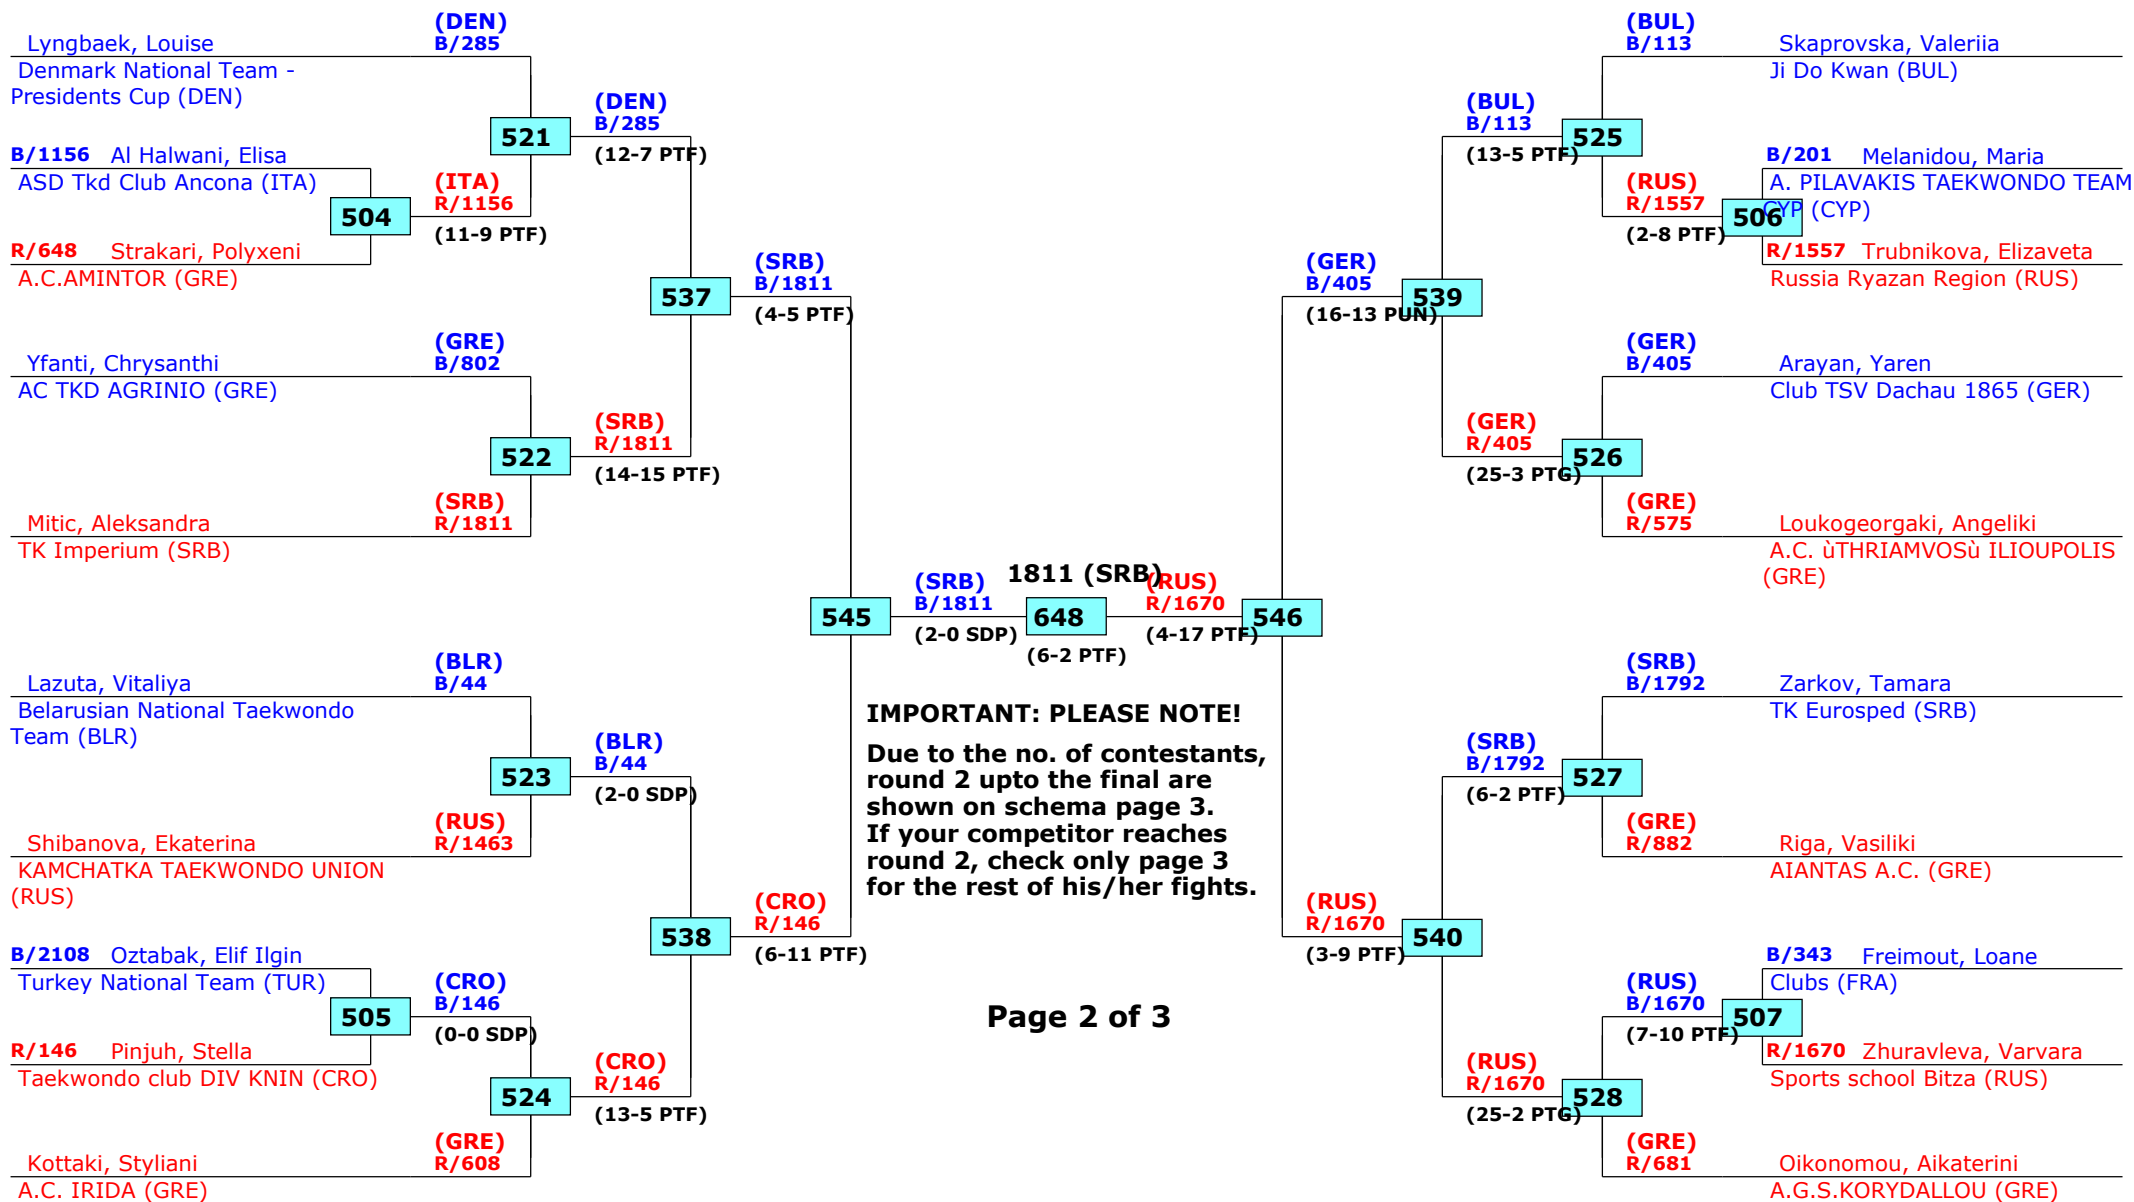 (DEN)
Lyngbaek, Louise B/285
Denmark National Team -
Presidents Cup (DEN)
(DEN)
B/285
521
(12-7 PTF)
B/1156 Al Halwani, Elisa
ASD Tkd Club Ancona (ITA)
(ITA)
R/1156
504
(11-9 PTF)
R/648 Strakari, Polyxeni
A.C.AMINTOR (GRE)
(SRB)
B/1811
537
(4-5 PTF)
(GRE)
Yfanti, Chrysanthi B/802
AC TKD AGRINIO (GRE)
(SRB)
R/1811
522
(14-15 PTF)
(SRB)
Mitic, Aleksandra R/1811
TK Imperium (SRB)
545
(SRB)
B/1811
(2-0 SDP)
1811 (SRB)
648
(6-2 PTF)
(RUS)
R/1670
(4-17 PTF)
546
(BLR)
Lazuta, Vitaliya B/44
Belarusian National Taekwondo
Team (BLR)
(BLR)
B/44
523
(2-0 SDP)
(RUS)
Shibanova, Ekaterina R/1463
KAMCHATKA TAEKWONDO UNION
(RUS)
(CRO)
R/146
538
(6-11 PTF)
B/2108 Oztabak, Elif Ilgin
Turkey National Team (TUR)
(CRO)
B/146
505
(0-0 SDP)
R/146 Pinjuh, Stella
Taekwondo club DIV KNIN (CRO)
(CRO)
R/146
524
(13-5 PTF)
(GRE)
Kottaki, Styliani R/608
A.C. IRIDA (GRE)
IMPORTANT: PLEASE NOTE!
Due to the no. of contestants,
round 2 upto the final are
shown on schema page 3.
If your competitor reaches
round 2, check only page 3
for the rest of his/her fights.
Page 2 of 3
(BUL)
B/113 Skaprovska, Valeriia
Ji Do Kwan (BUL)
(BUL)
B/113
525
(13-5 PTF)
B/201 Melanidou, Maria
A. PILAVAKIS TAEKWONDO TEAM
CYP (CYP)
(RUS)
R/1557
506
(2-8 PTF)
R/1557 Trubnikova, Elizaveta
Russia Ryazan Region (RUS)
(GER)
B/405
539
(16-13 PUN)
(GER)
B/405 Arayan, Yaren
Club TSV Dachau 1865 (GER)
(GER)
R/405
526
(25-3 PTG)
(GRE)
R/575 Loukogeorgaki, Angeliki
A.C. ùTHRIAMVOSù ILIOUPOLIS
(GRE)
(SRB)
B/1792 Zarkov, Tamara
TK Eurosped (SRB)
(SRB)
B/1792
527
(6-2 PTF)
(GRE)
R/882 Riga, Vasiliki
AIANTAS A.C. (GRE)
(RUS)
R/1670
540
(3-9 PTF)
B/343 Freimout, Loane
Clubs (FRA)
(RUS)
B/1670
507
(7-10 PTF)
R/1670 Zhuravleva, Varvara
Sports school Bitza (RUS)
(RUS)
R/1670
528
(25-2 PTG)
(GRE)
R/681 Oikonomou, Aikaterini
A.G.S.KORYDALLOU (GRE)